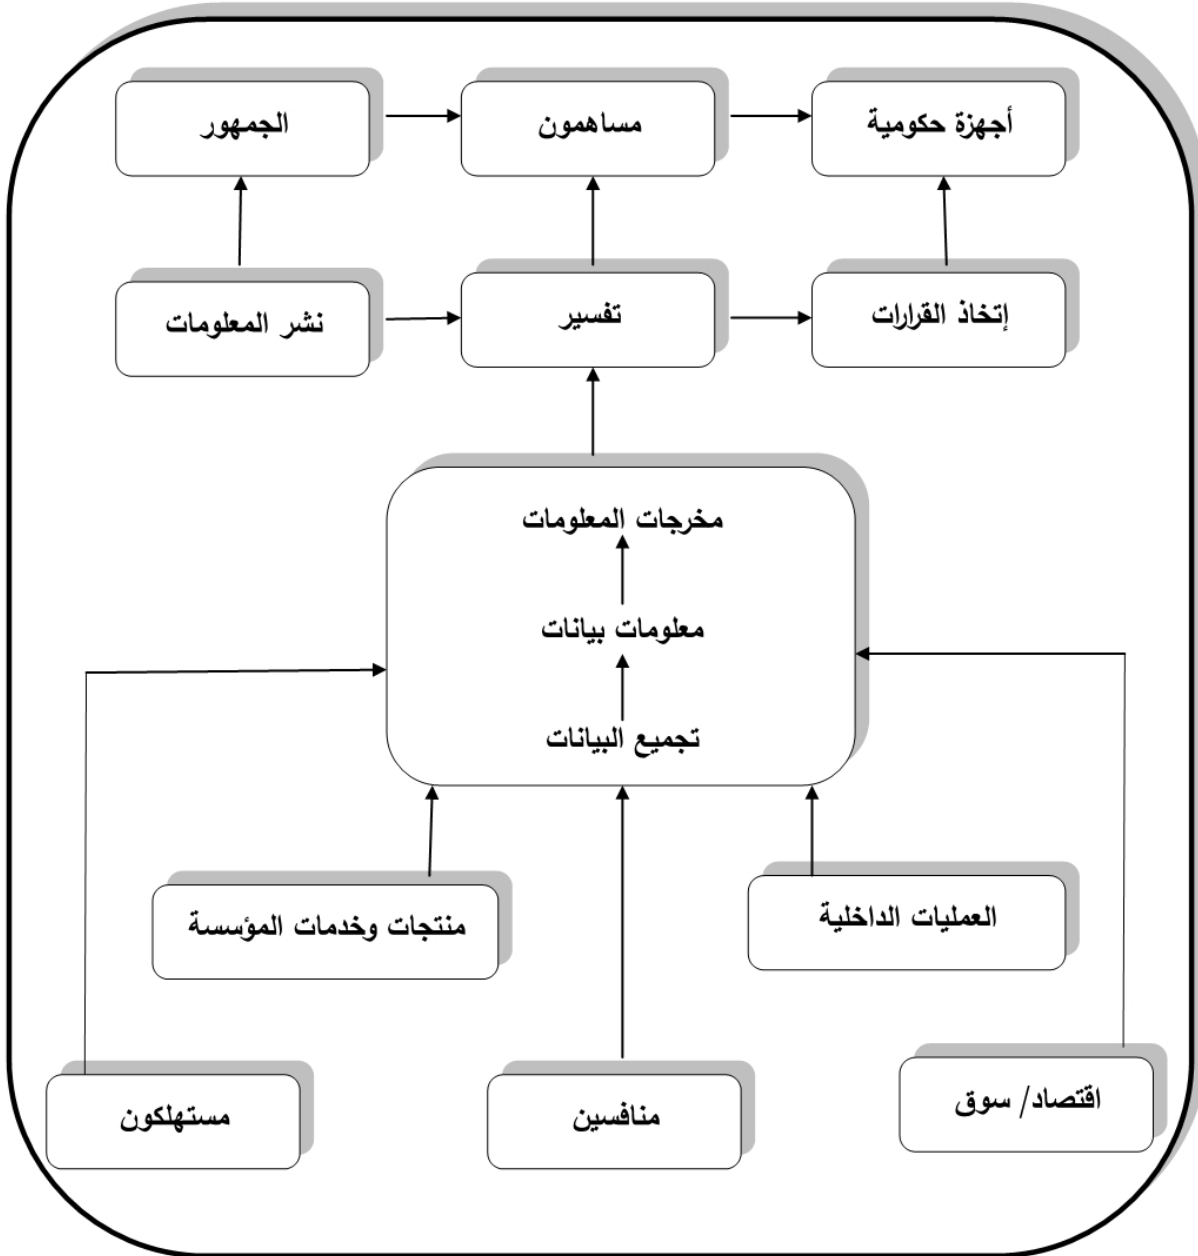 أجهزة حكومية
مساهمون
الجمهور
إتخاذ القرارات
تفسير
نشر المعلومات
مخرجات المعلومات
معلومات بيانات
تجميع البيانات
العمليات الداخلية
منتجات وخدمات المؤسسة
اقتصاد/ سوق
منافسين
مستهلكون